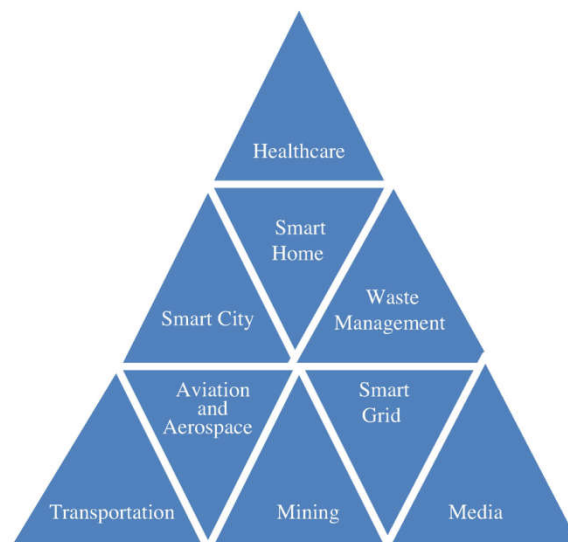 Healthcare
Smart
Home
Smart City
Waste
Management
Aviation
and
Aerospace
Smart
Grid
Transportation
Mining
Media